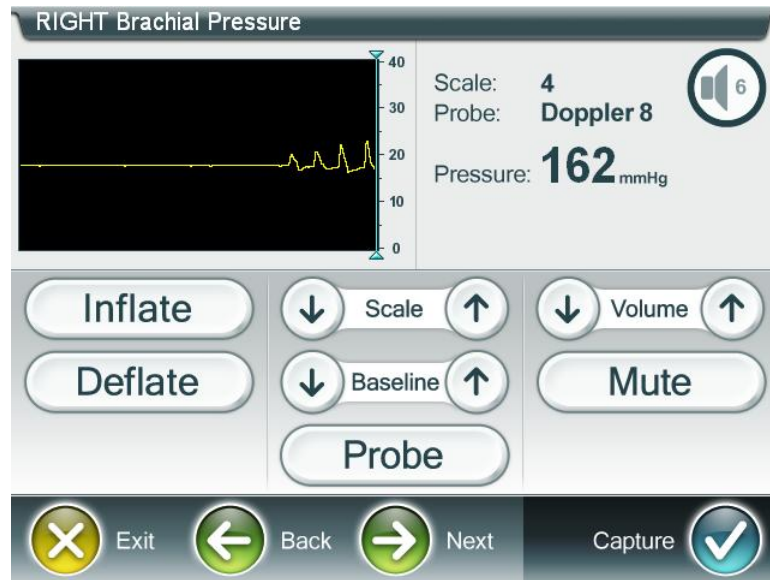 RIGHT Brachial Pressure
40
30
20
10
0
Scale: 4
Probe: Doppler 8
Pressure: 162 mmHg
6
Inflate
Scale
Volume
Deflate
Baseline
Mute
Probe
Exit
Back
Next
Capture